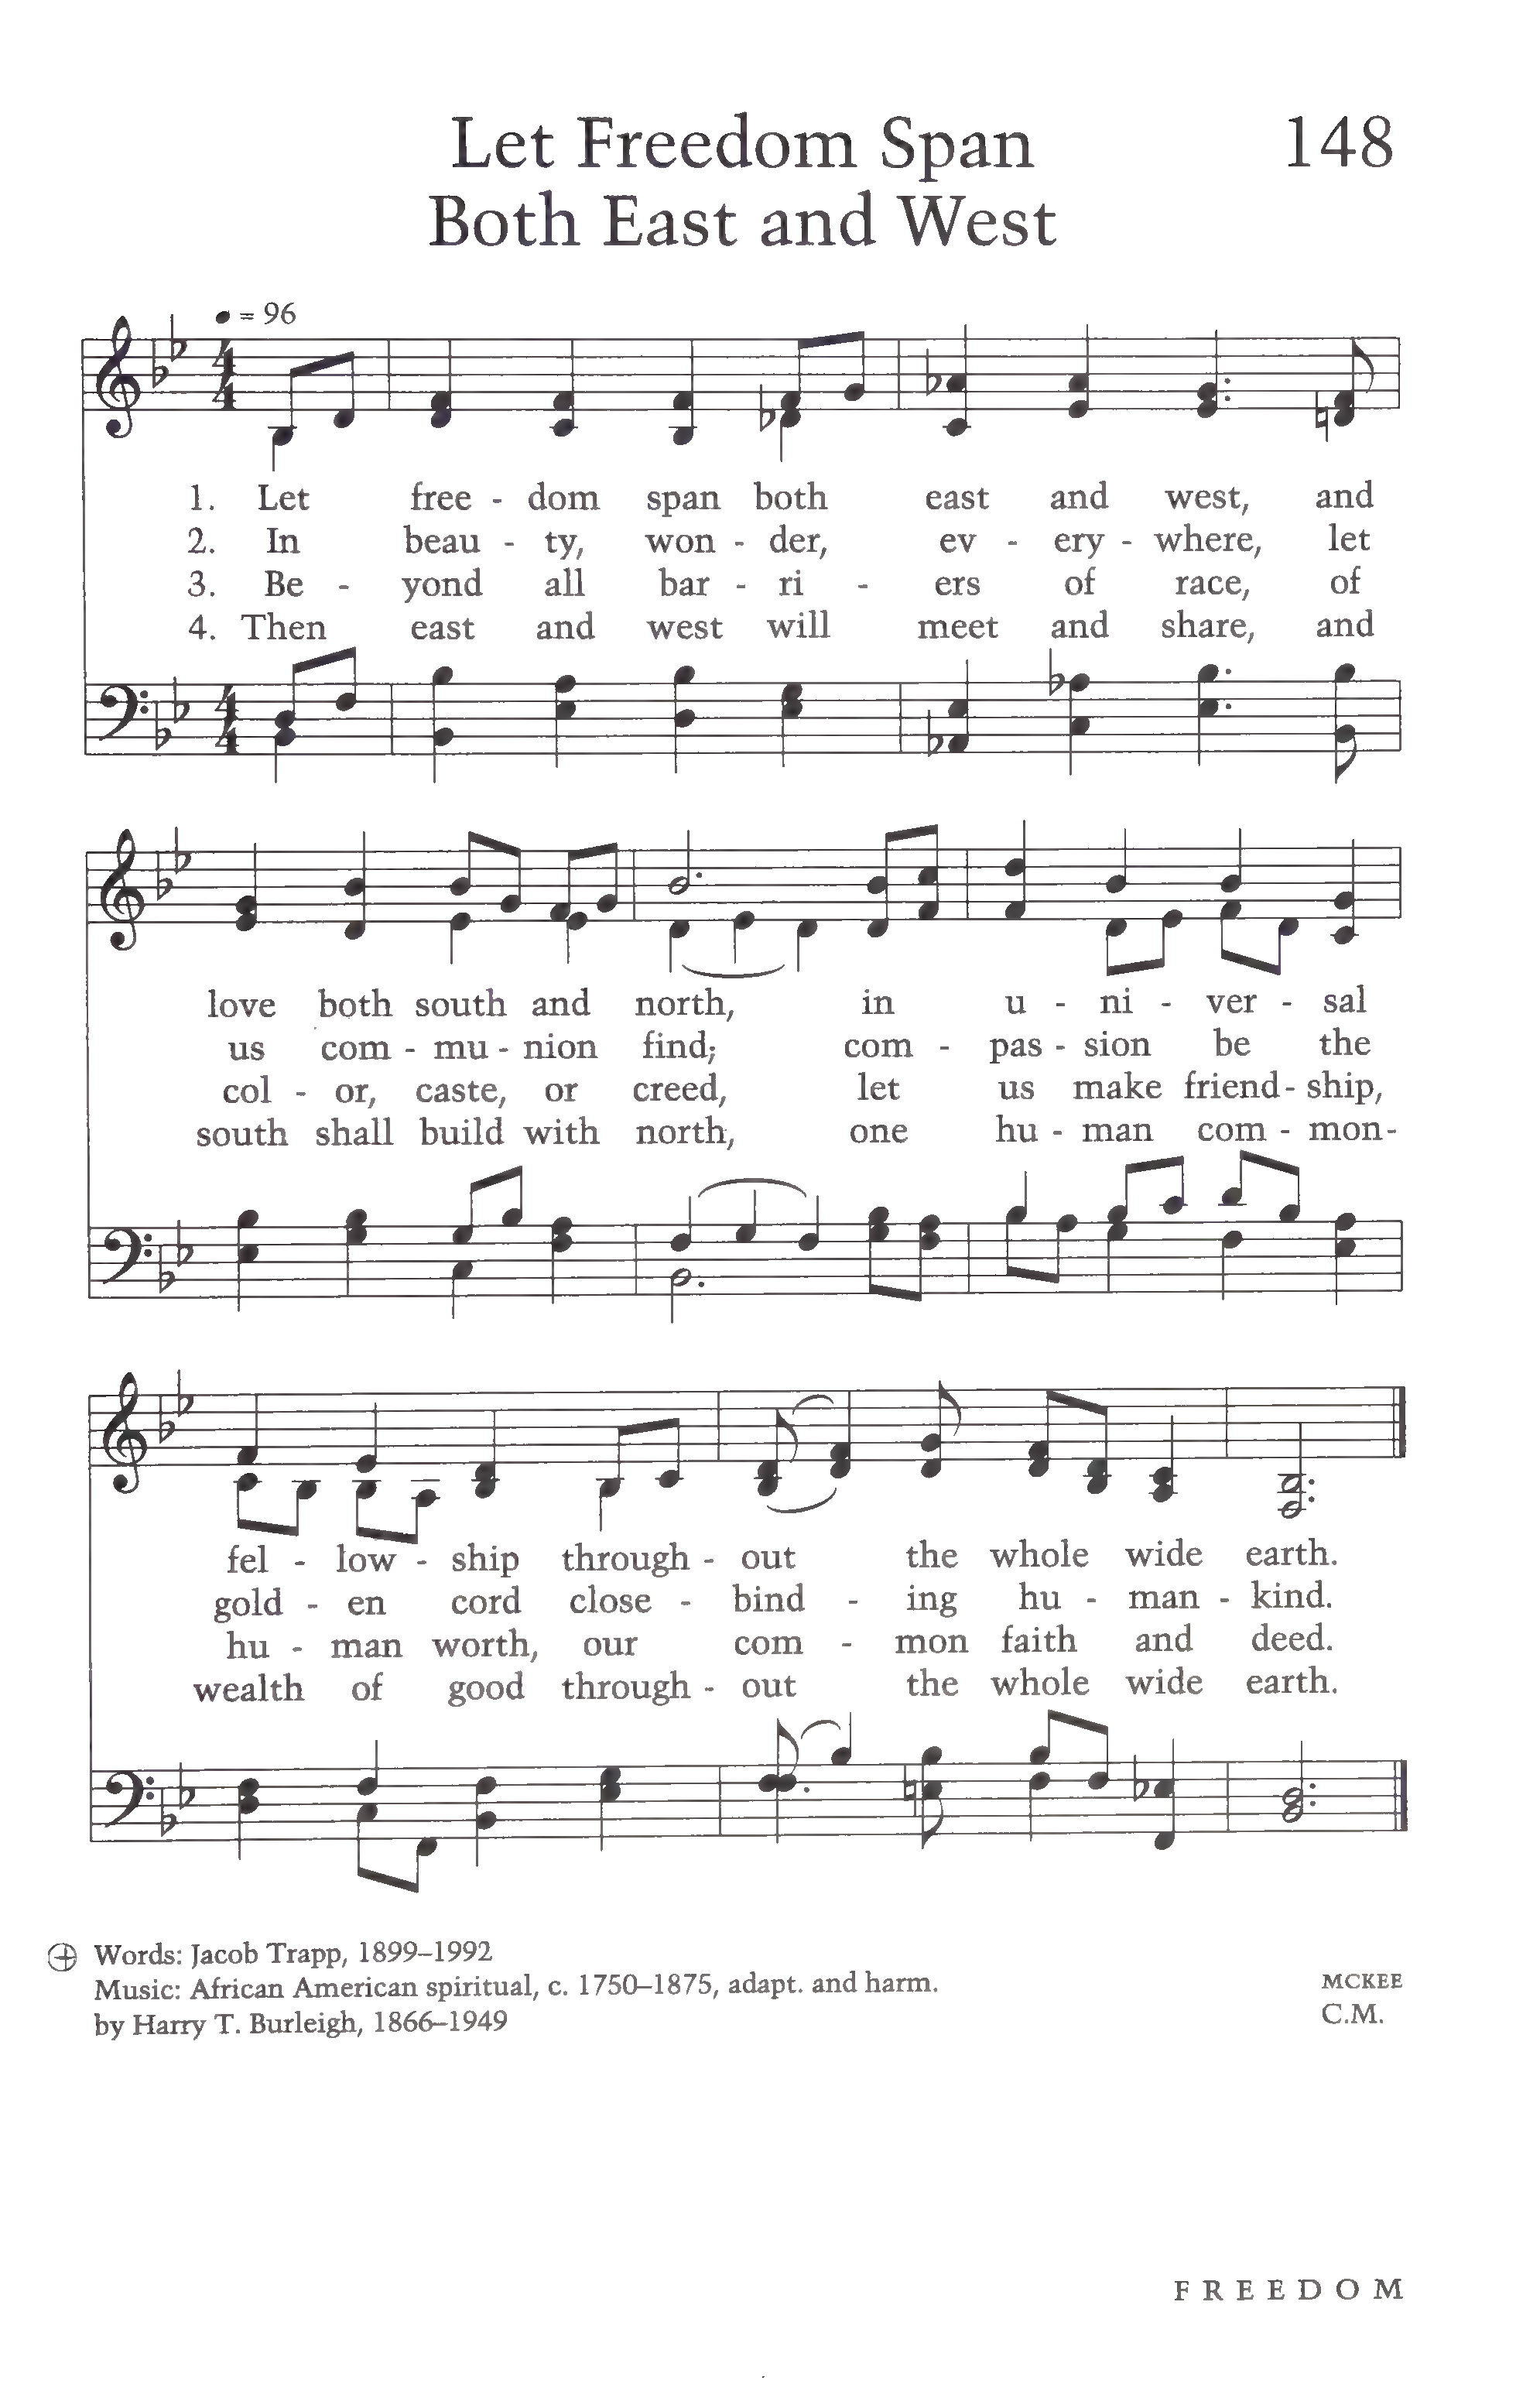 Let Freedom Span 148
Both East and West
= 96
4
4
1. Let free - dom span both east and west, and
2. In beau - ty, won - der, ev - ery - where, let
3. Be - yond all bar - ri - ers of race, of
4. Then east and west will meet and share, and
4
4
love both south and north, in u - ni - ver - sal
us com - mu - nion find; com - pas - sion be the
col - or, caste, or creed, let us make friend - ship,
south shall build with north, one hu - man com - mon-
fel - low - ship through - out the whole wide earth.
gold - en cord close - bind - ing hu - man - kind.
hu - man worth, our com - mon faith and deed.
wealth of good through - out the whole wide earth.
Words: Jacob Trapp, 1899–1992
Music: African American spiritual, c. 1750–1875, adapt. and harm.
by Harry T. Burleigh, 1866–1949
MCKEE
C.M.
FREEDOM